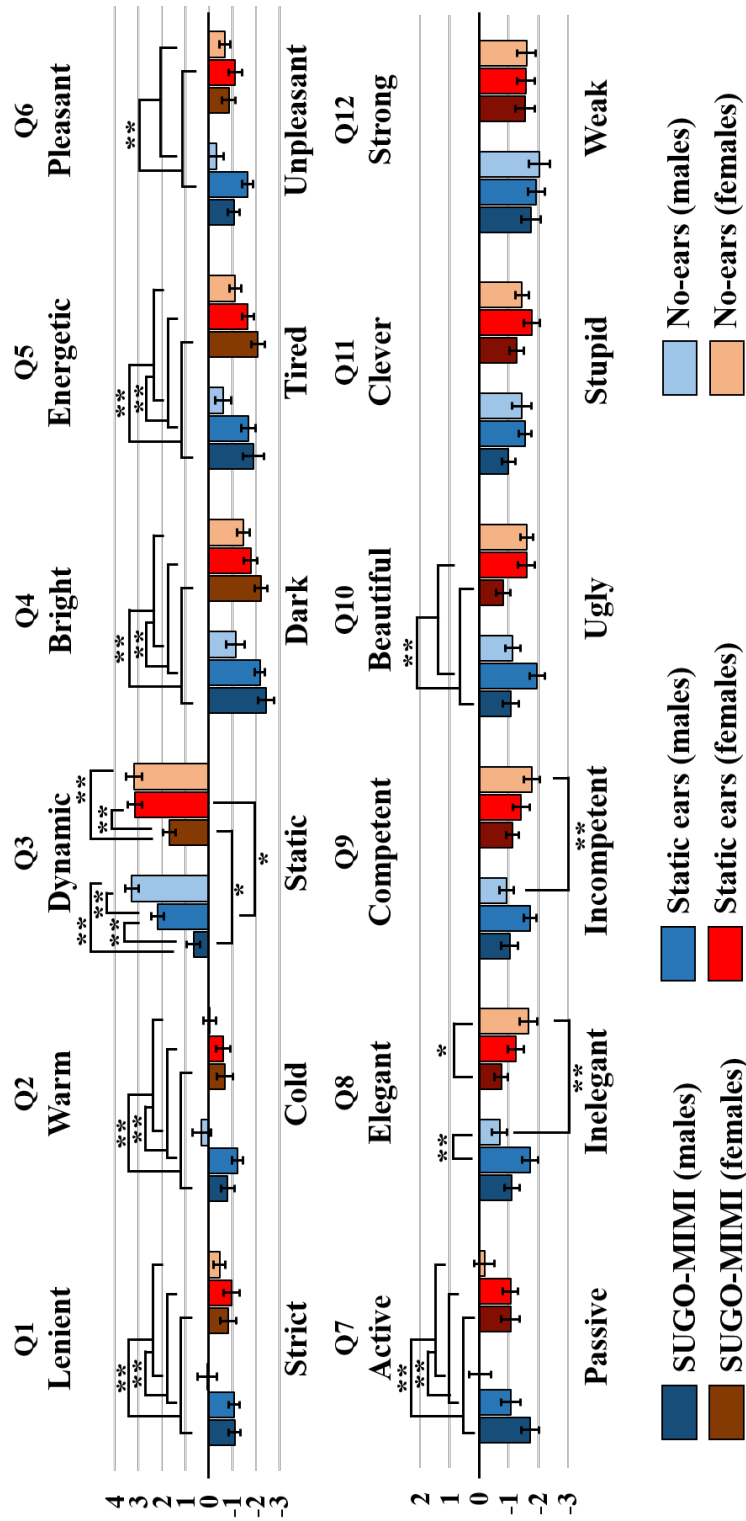 Q1 Q2 Q3 Q4 Q5 Q6
Lenient Warm Dynamic Bright Energetic Pleasant
4
3
2
1
0
-1
-2
-3
** ** ** ** ** ** ** ** ** ** ** ** ** ** * *
Strict Cold Static Dark Tired Unpleasant
Q7 Q8 Q9 Q10 Q11 Q12
Active Elegant Competent Beautiful Clever Strong
2
1
0
-1
-2
-3
** ** ** * ** ** **
Passive Inelegant Incompetent Ugly Stupid Weak
SUGO-MIMI (males) Static ears (males) No-ears (males)
SUGO-MIMI (females) Static ears (females) No-ears (females)